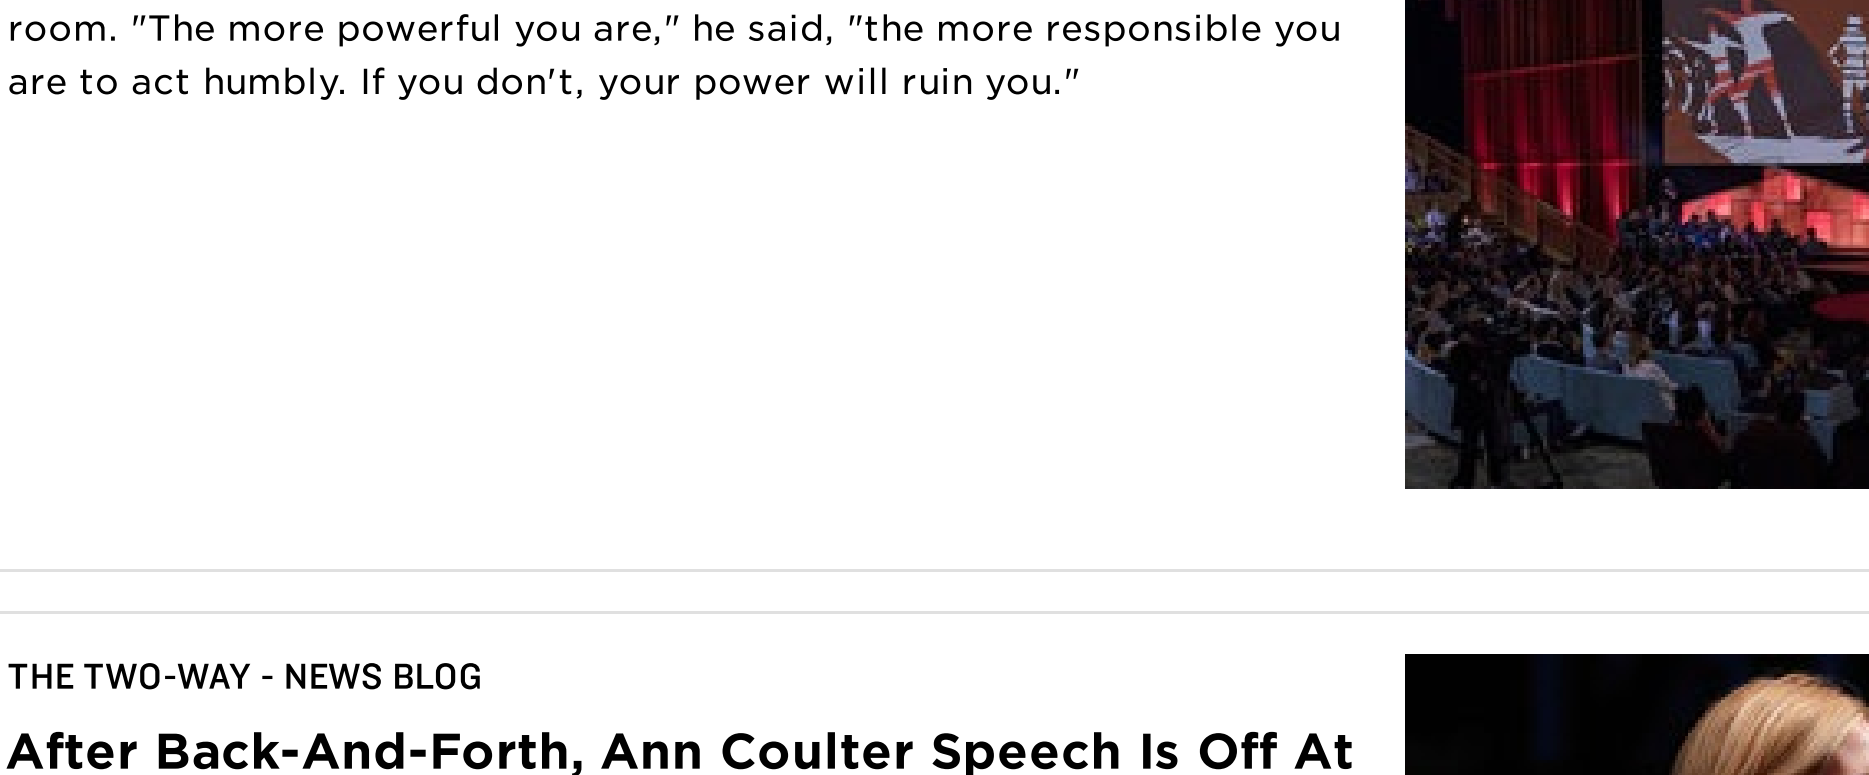 room. "The more powerful you are," he said, "the more responsible you
are to act humbly. If you don't, your power will ruin you."
THE TWO-WAY - NEWS BLOG
After Back-And-Forth, Ann Coulter Speech Is Off At